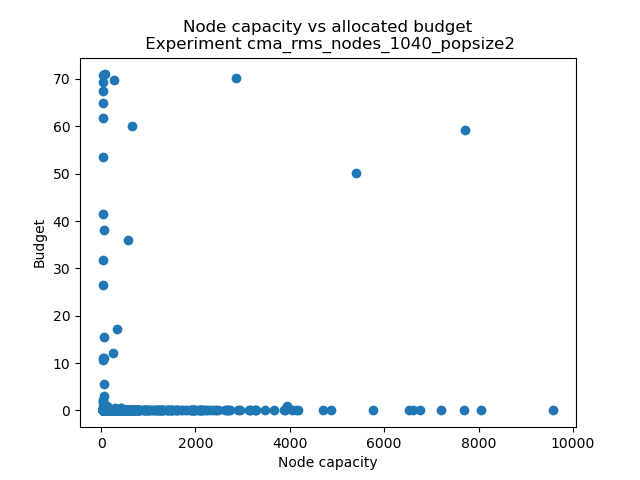 Node capacity vs allocated budget
Experiment cma_rms_nodes_1040_popsize2
70
60
50
40
30
20
10
0
Budget
0 2000 4000 6000 8000 10000
Node capacity